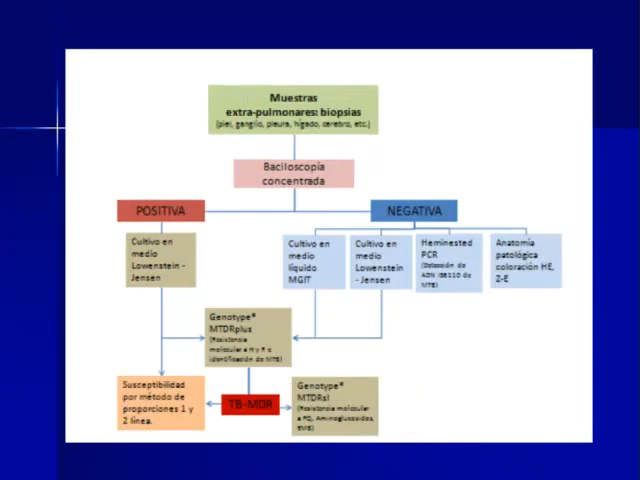 Muestras
extra-pulmonares: biopsias
(piel, ganglio, pleura, hígado, cerebro, etc.)
Baciloscopía
concentrada
POSITIVA
NEGATIVA
Cultivo en
medio
Lowenstein -
Jensen
Cultivo en
medio
líquido
MGIT
Cultivo en
medio
Lowenstein
- Jensen
Heminested
PCR
(Detección de
ADN IS6110 de
MTB)
Anatomía
patológica
coloración HE,
Z-E
Genotype®
MTDRplus
(Resistencia
molecular a H y R e
identificación de MTB)
Susceptibilidad
por método de
proporciones 1 y
2 línea.
TB-MDR
Genotype®
MTDRsl
(Resistencia molecular
a FQ, Aminoglucosidos,